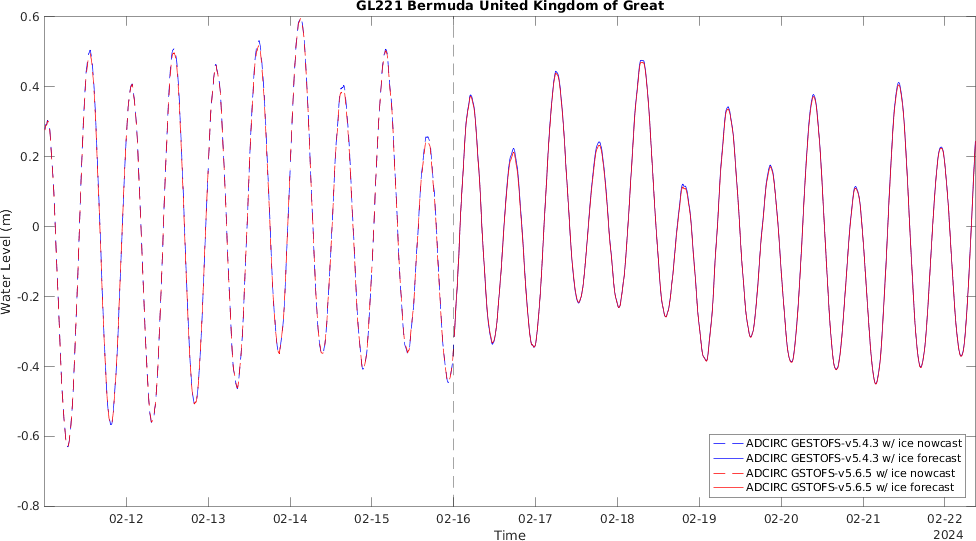 GL221 Bermuda United Kingdom of Great
0.6
0.4
0.2
0
-0.2
-0.4
-0.6
-0.8
Water Level (m)
ADCIRC GESTOFS-v5.4.3 w/ ice nowcast
ADCIRC GESTOFS-v5.4.3 w/ ice forecast
ADCIRC GSTOFS-v5.6.5 w/ ice nowcast
ADCIRC GSTOFS-v5.6.5 w/ ice forecast
02-12 02-13 02-14 02-15 02-16 02-17 02-18 02-19 02-20 02-21 02-22
Time 2024